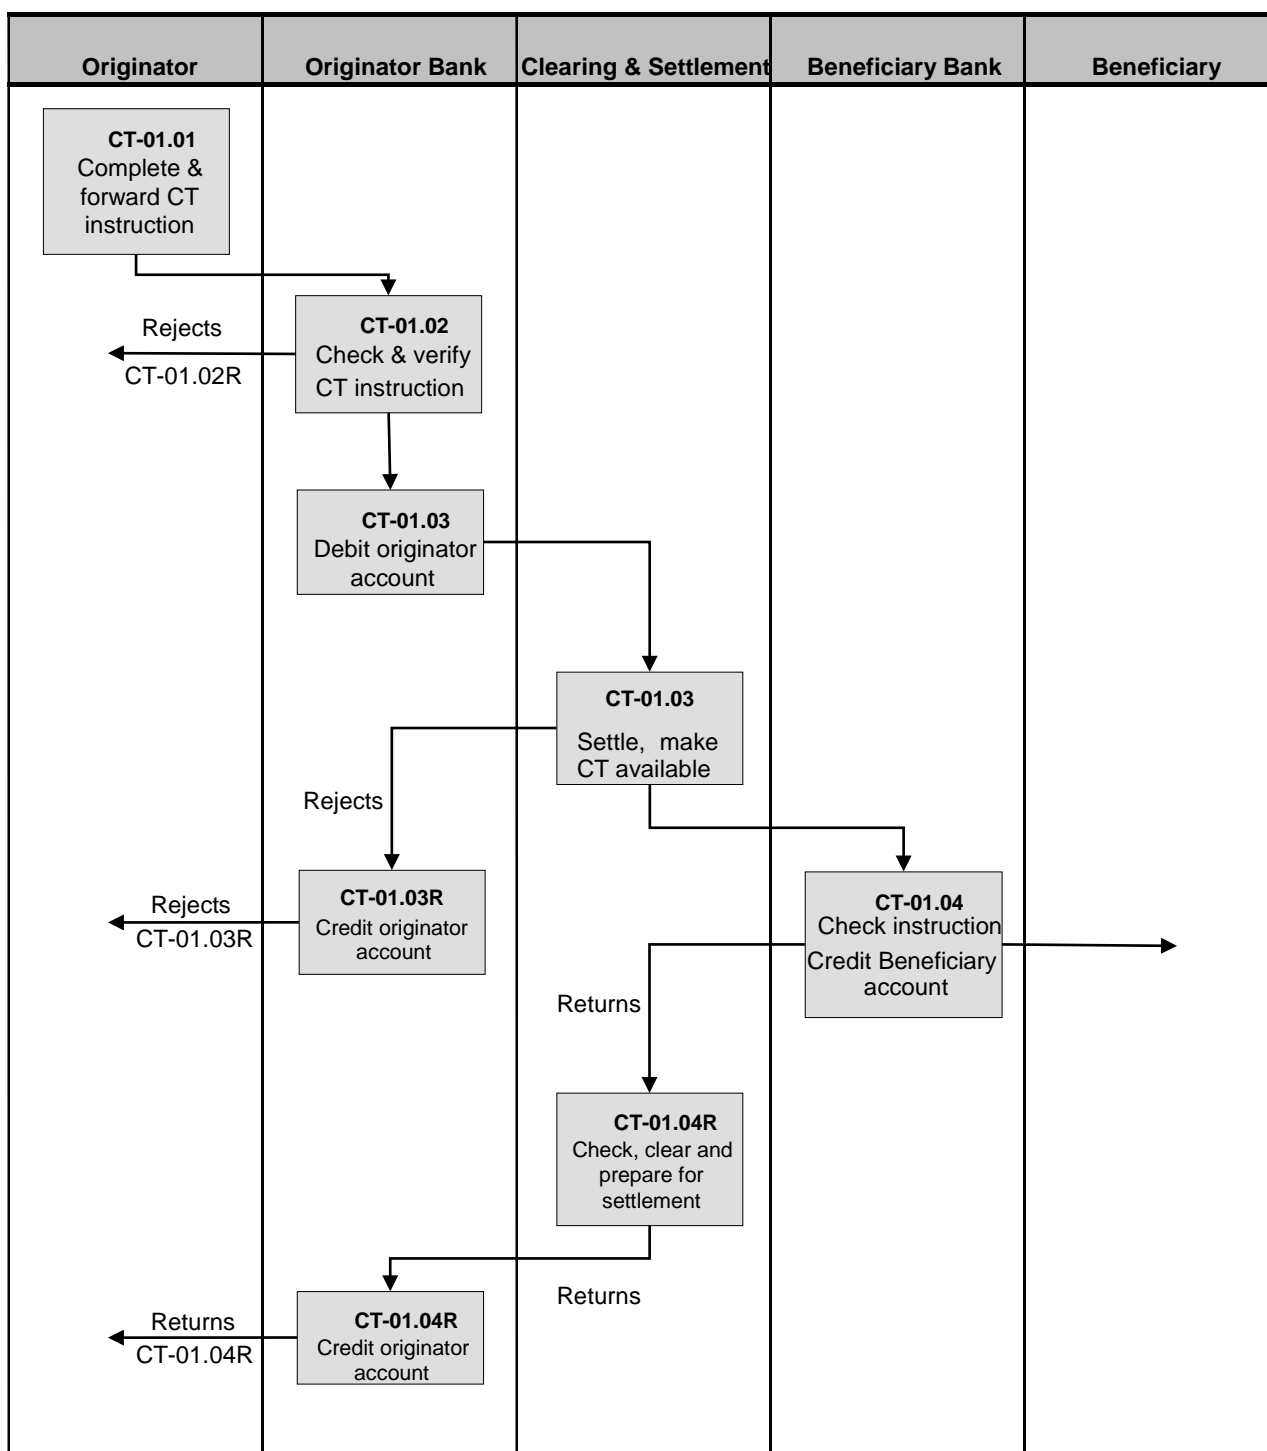 Originator
Originator Bank
Clearing & Settlement
Beneficiary Bank
Beneficiary
CT-01.01
Complete &
forward CT
instruction
Rejects
CT-01.02R
CT-01.02
Check & verify
CT instruction
CT-01.03
Debit originator
account
CT-01.03
Settle, make
CT available
Rejects
Rejects
CT-01.03R
CT-01.03R
Credit originator
account
CT-01.04
Check instruction
Credit Beneficiary
account
Returns
CT-01.04R
Check, clear and
prepare for
settlement
Returns
Returns
CT-01.04R
CT-01.04R
Credit originator
account